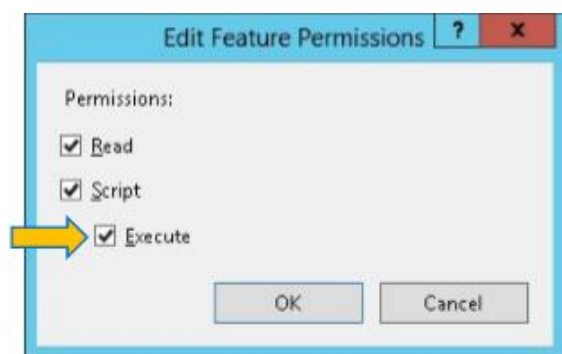 Edit Feature Permissions ? x
Permissions:
Read
Script
Execute
OK Cancel